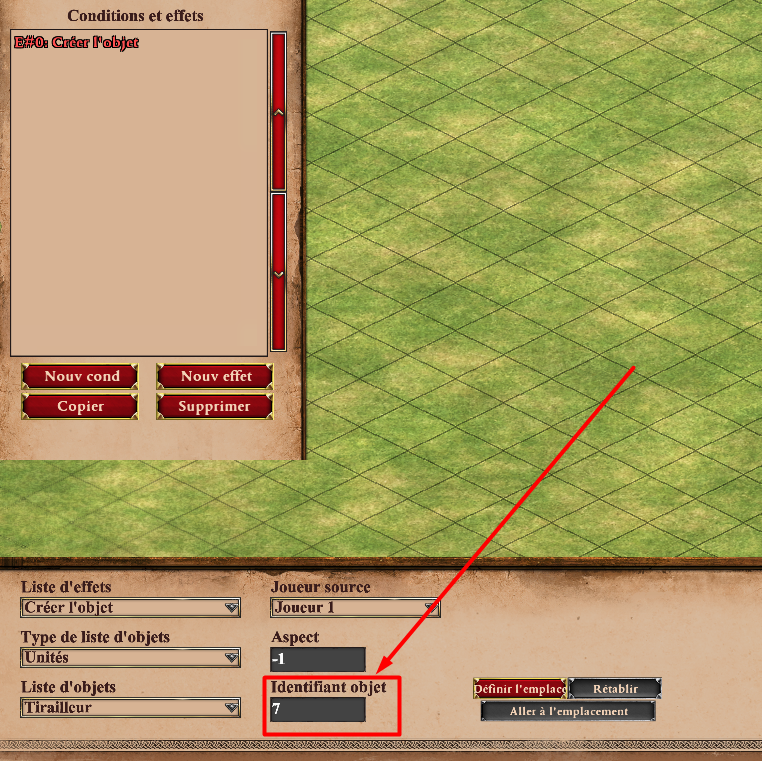 Conditions et effets
E#0: Créer l'objet
Nouv cond
Nouv effet
Copier
Supprimer
Liste d'effets
Joueur source
Créer l'objet
Joueur 1
Type de liste d'objets
Aspect
Unités
-1
Liste d'objets
Identifiant objet
Tirailleur
7
Définir l'emplac
Rétablir
Aller à l'emplacement